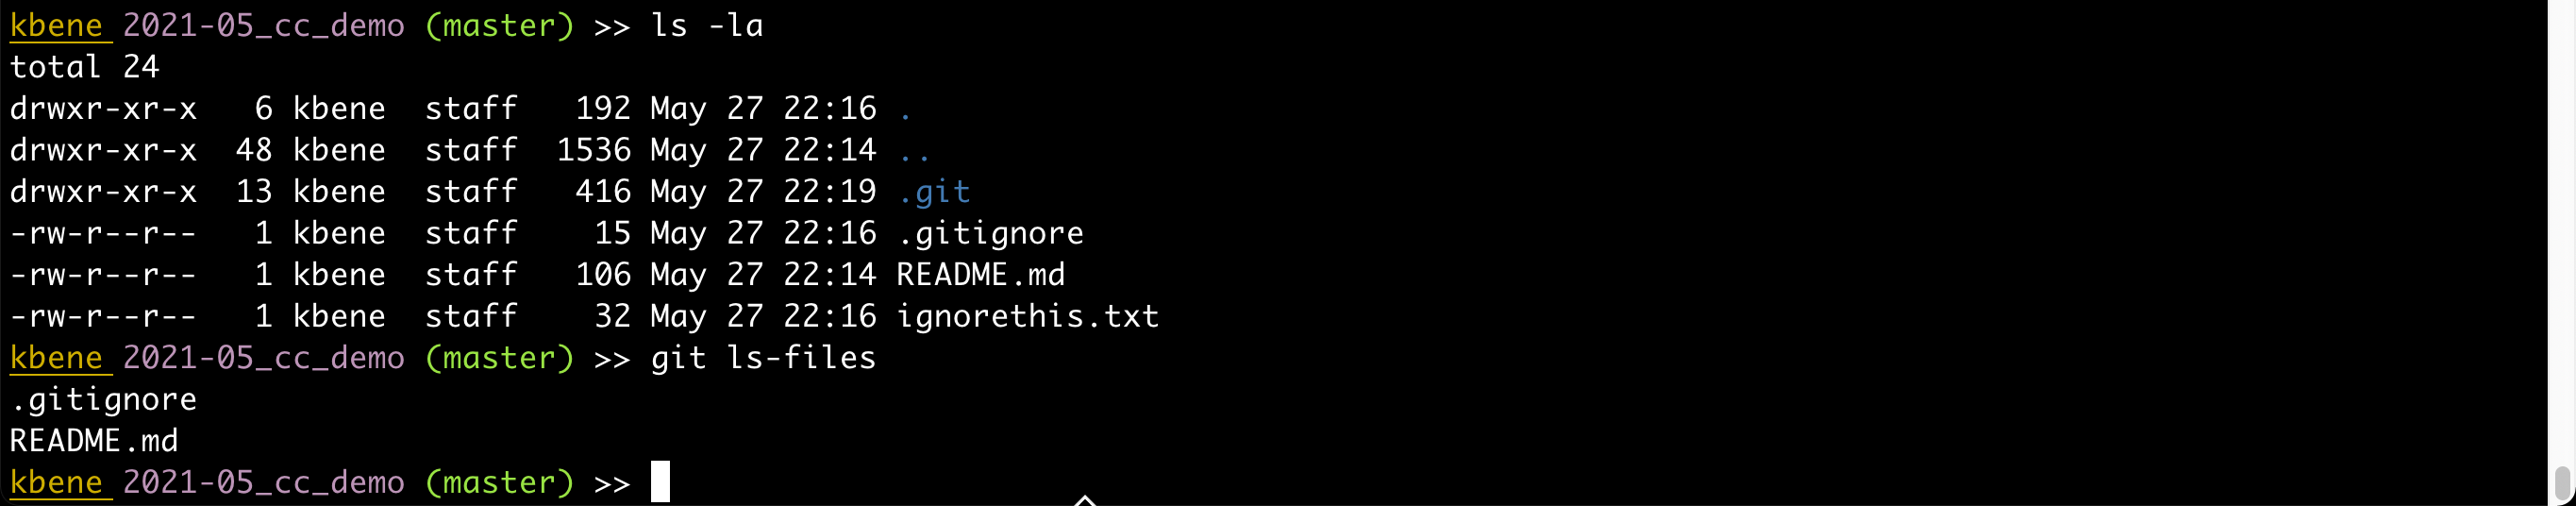 kbene 2021-05_cc_demo (master) >> ls -la
total 24
drwxr-xr-x   6 kbene  staff   192 May 27 22:16 .
drwxr-xr-x  48 kbene  staff  1536 May 27 22:14 ..
drwxr-xr-x  13 kbene  staff   416 May 27 22:19 .git
-rw-r--r--   1 kbene  staff    15 May 27 22:16 .gitignore
-rw-r--r--   1 kbene  staff   106 May 27 22:14 README.md
-rw-r--r--   1 kbene  staff    32 May 27 22:16 ignorethis.txt
kbene 2021-05_cc_demo (master) >> git ls-files
.gitignore
README.md
kbene 2021-05_cc_demo (master) >>